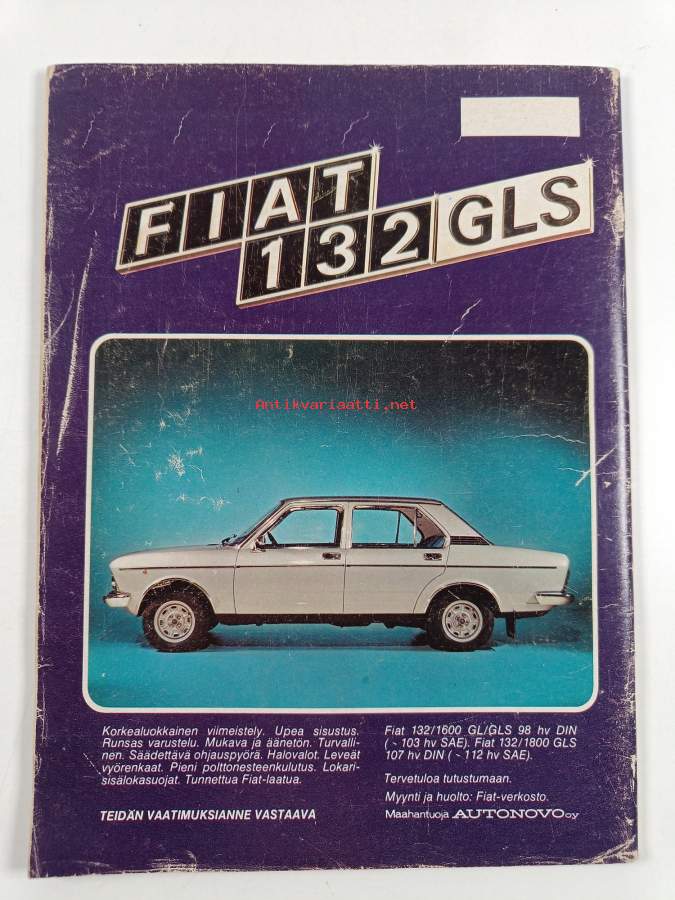 FIAT
132 GLS
Antikvariaatti.net
Korkealuokkainen viimeistely. Upea sisustus.
Runsas varustelu. Mukava ja äänetön. Turvalli-
nen. Säädettävä ohjauspyörä. Halovalot. Leveät
vyörenkaat. Pieni polttonesteenkulutus. Lokari-
sisälokasuojat. Tunnettua Fiat-laatua.
TEIDÄN VAATIMUKSIANNE VASTAAVA
Fiat 132/1600 GL/GLS 98 hv DIN
(~103 hv SAE). Fiat 132/1800 GLS
107 hv DIN (~112 hv SAE).
Tervetuloa tutustumaan.
Myynti ja huolto: Fiat-verkosto.
Maahantuoja AUTONOVO oy